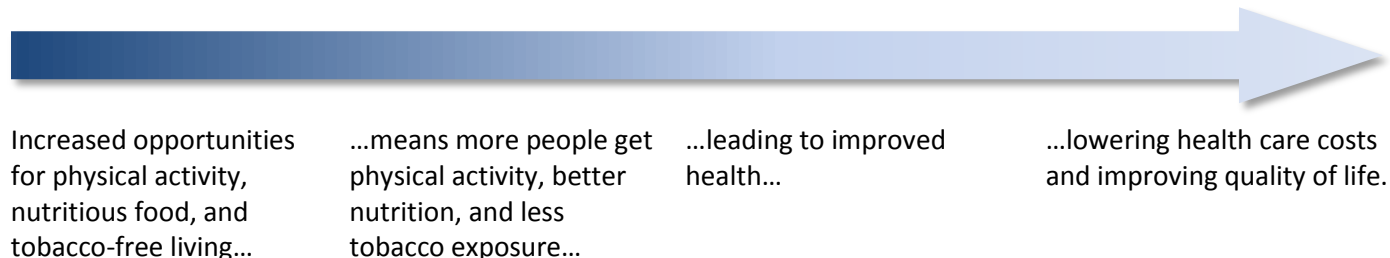 Increased opportunities
for physical activity,
nutritious food, and
tobacco-free living…
…means more people get
physical activity, better
nutrition, and less
tobacco exposure…
…leading to improved
health…
…lowering health care costs
and improving quality of life.